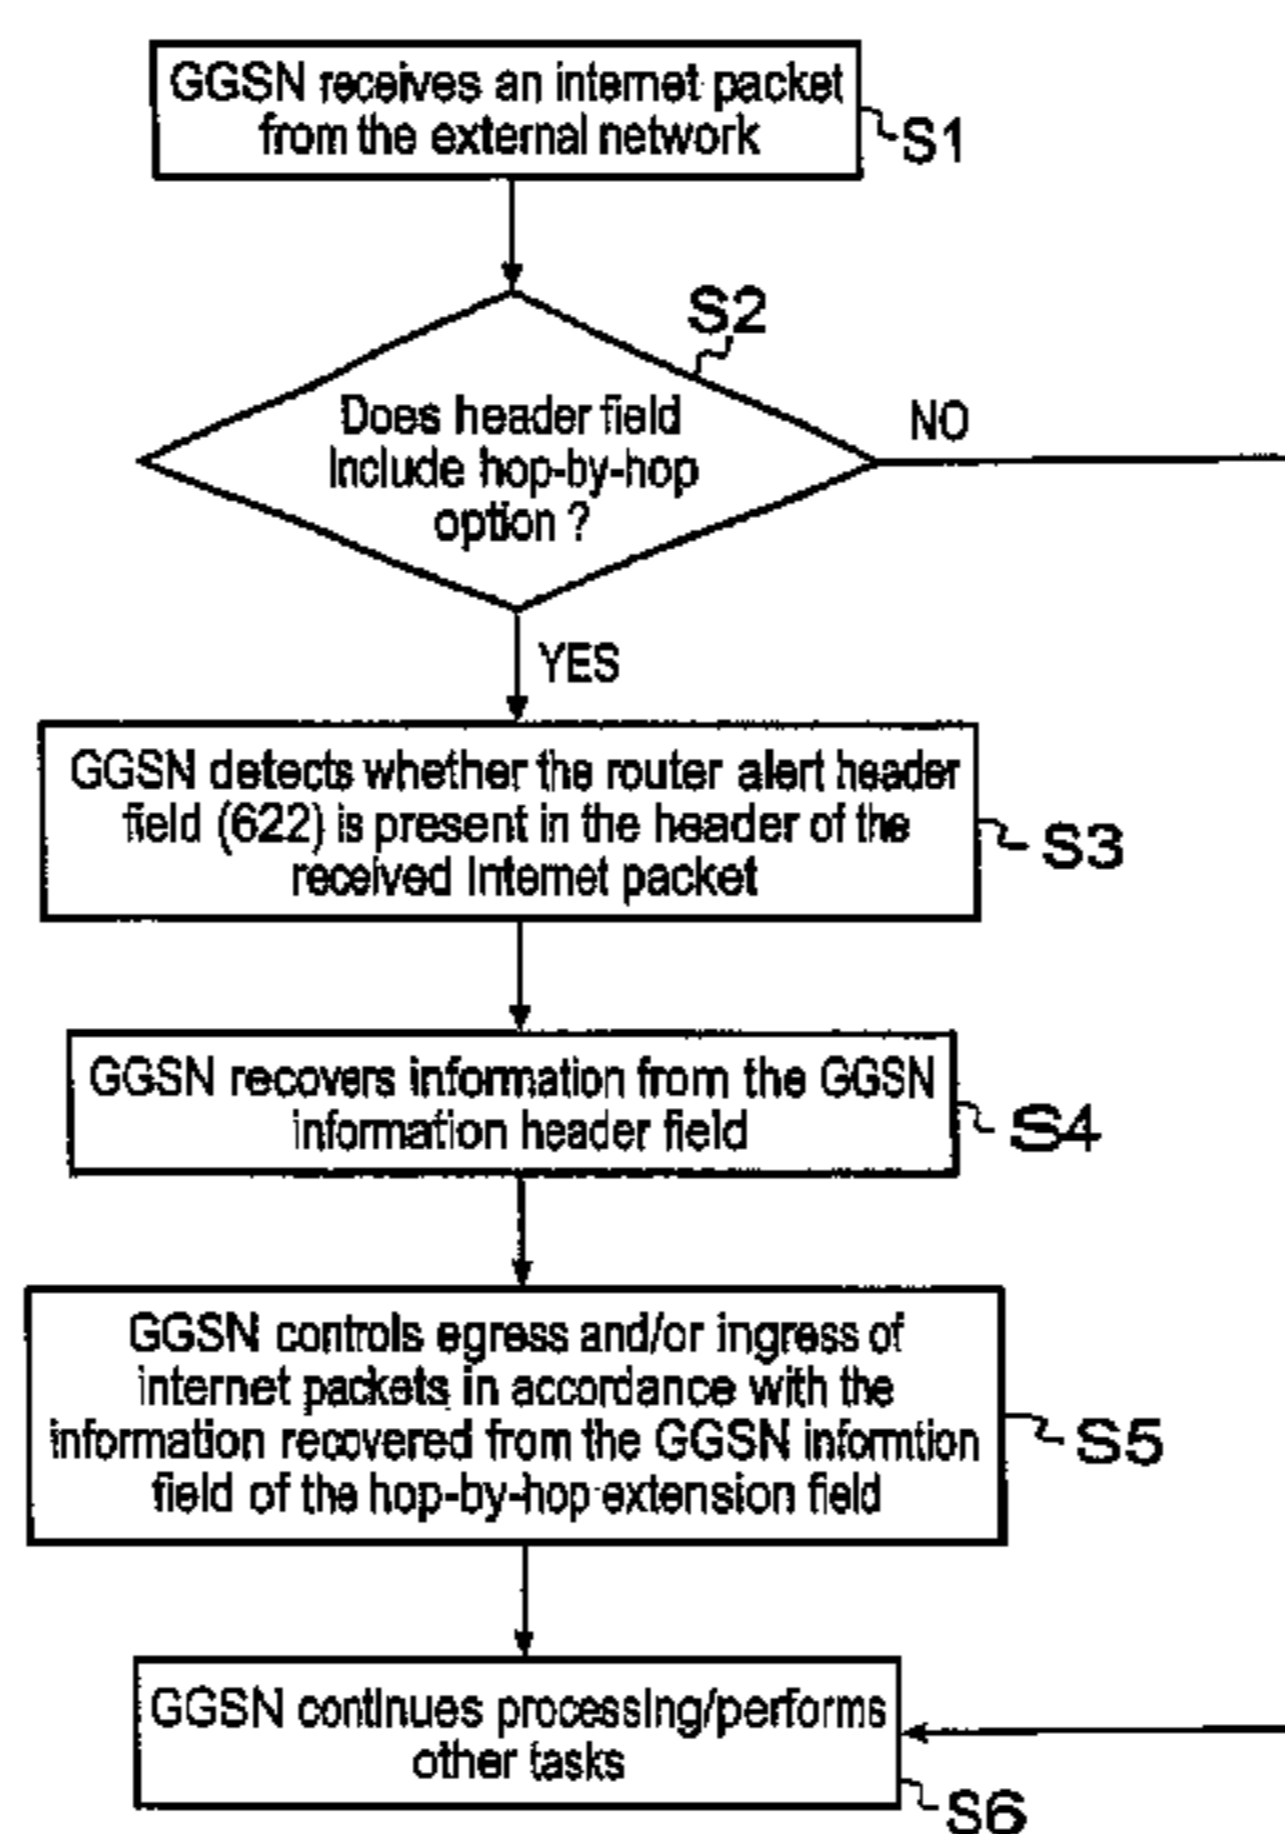 GGSN receives an internet packet
from the external network
S1
S2
Does header field
include hop-by-hop
option ?
NO
YES
GGSN detects whether the router alert header
field (622) is present in the header of the
received internet packet
S3
GGSN recovers information from the GGSN
information header field
S4
GGSN controls egress and/or ingress of
internet packets in accordance with the
information recovered from the GGSN informtion
field of the hop-by-hop extension field
S5
GGSN continues processing/performs
other tasks
S6